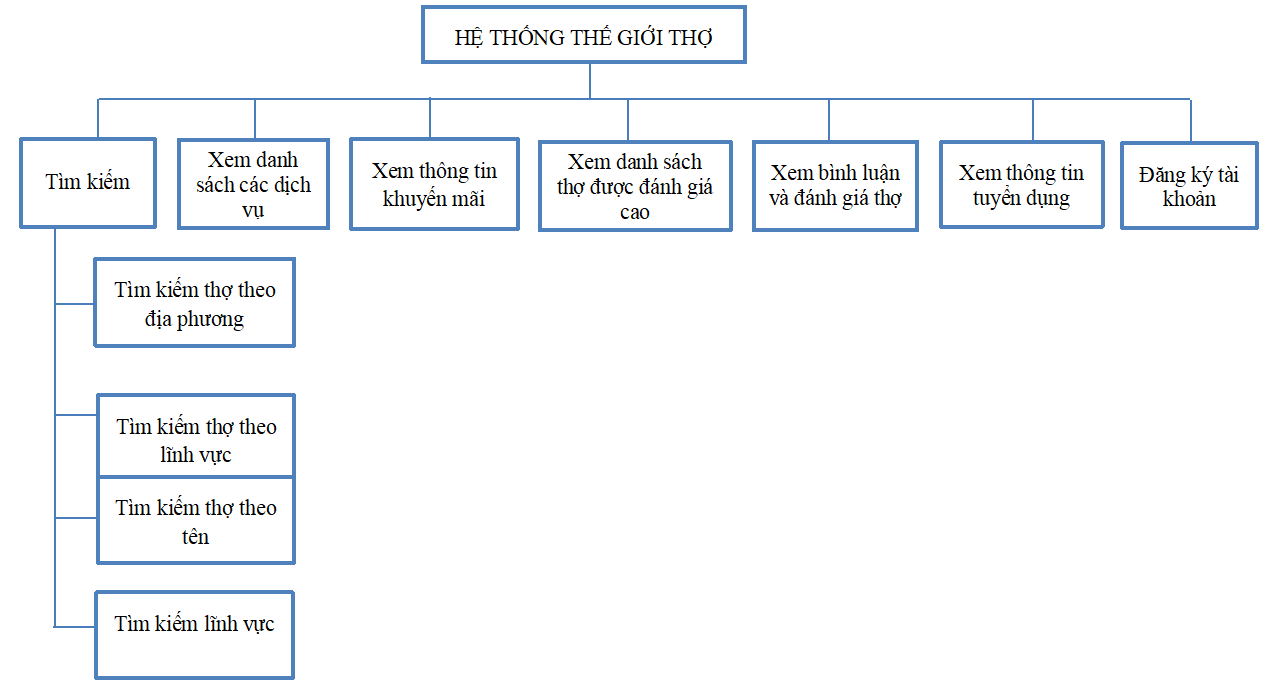 HỆ THỐNG THẾ GIỚI THỢ
Tìm kiếm
Xem danh
sách các dịch
vụ
Xem thông tin
khuyến mãi
Xem danh sách
thợ được đánh giá
cao
Xem bình luận
và đánh giá thợ
Xem thông tin
tuyển dụng
Đăng ký tài
khoản
Tìm kiếm thợ theo
địa phương
Tìm kiếm thợ theo
lĩnh vực
Tìm kiếm thợ theo
tên
Tìm kiếm lĩnh vực